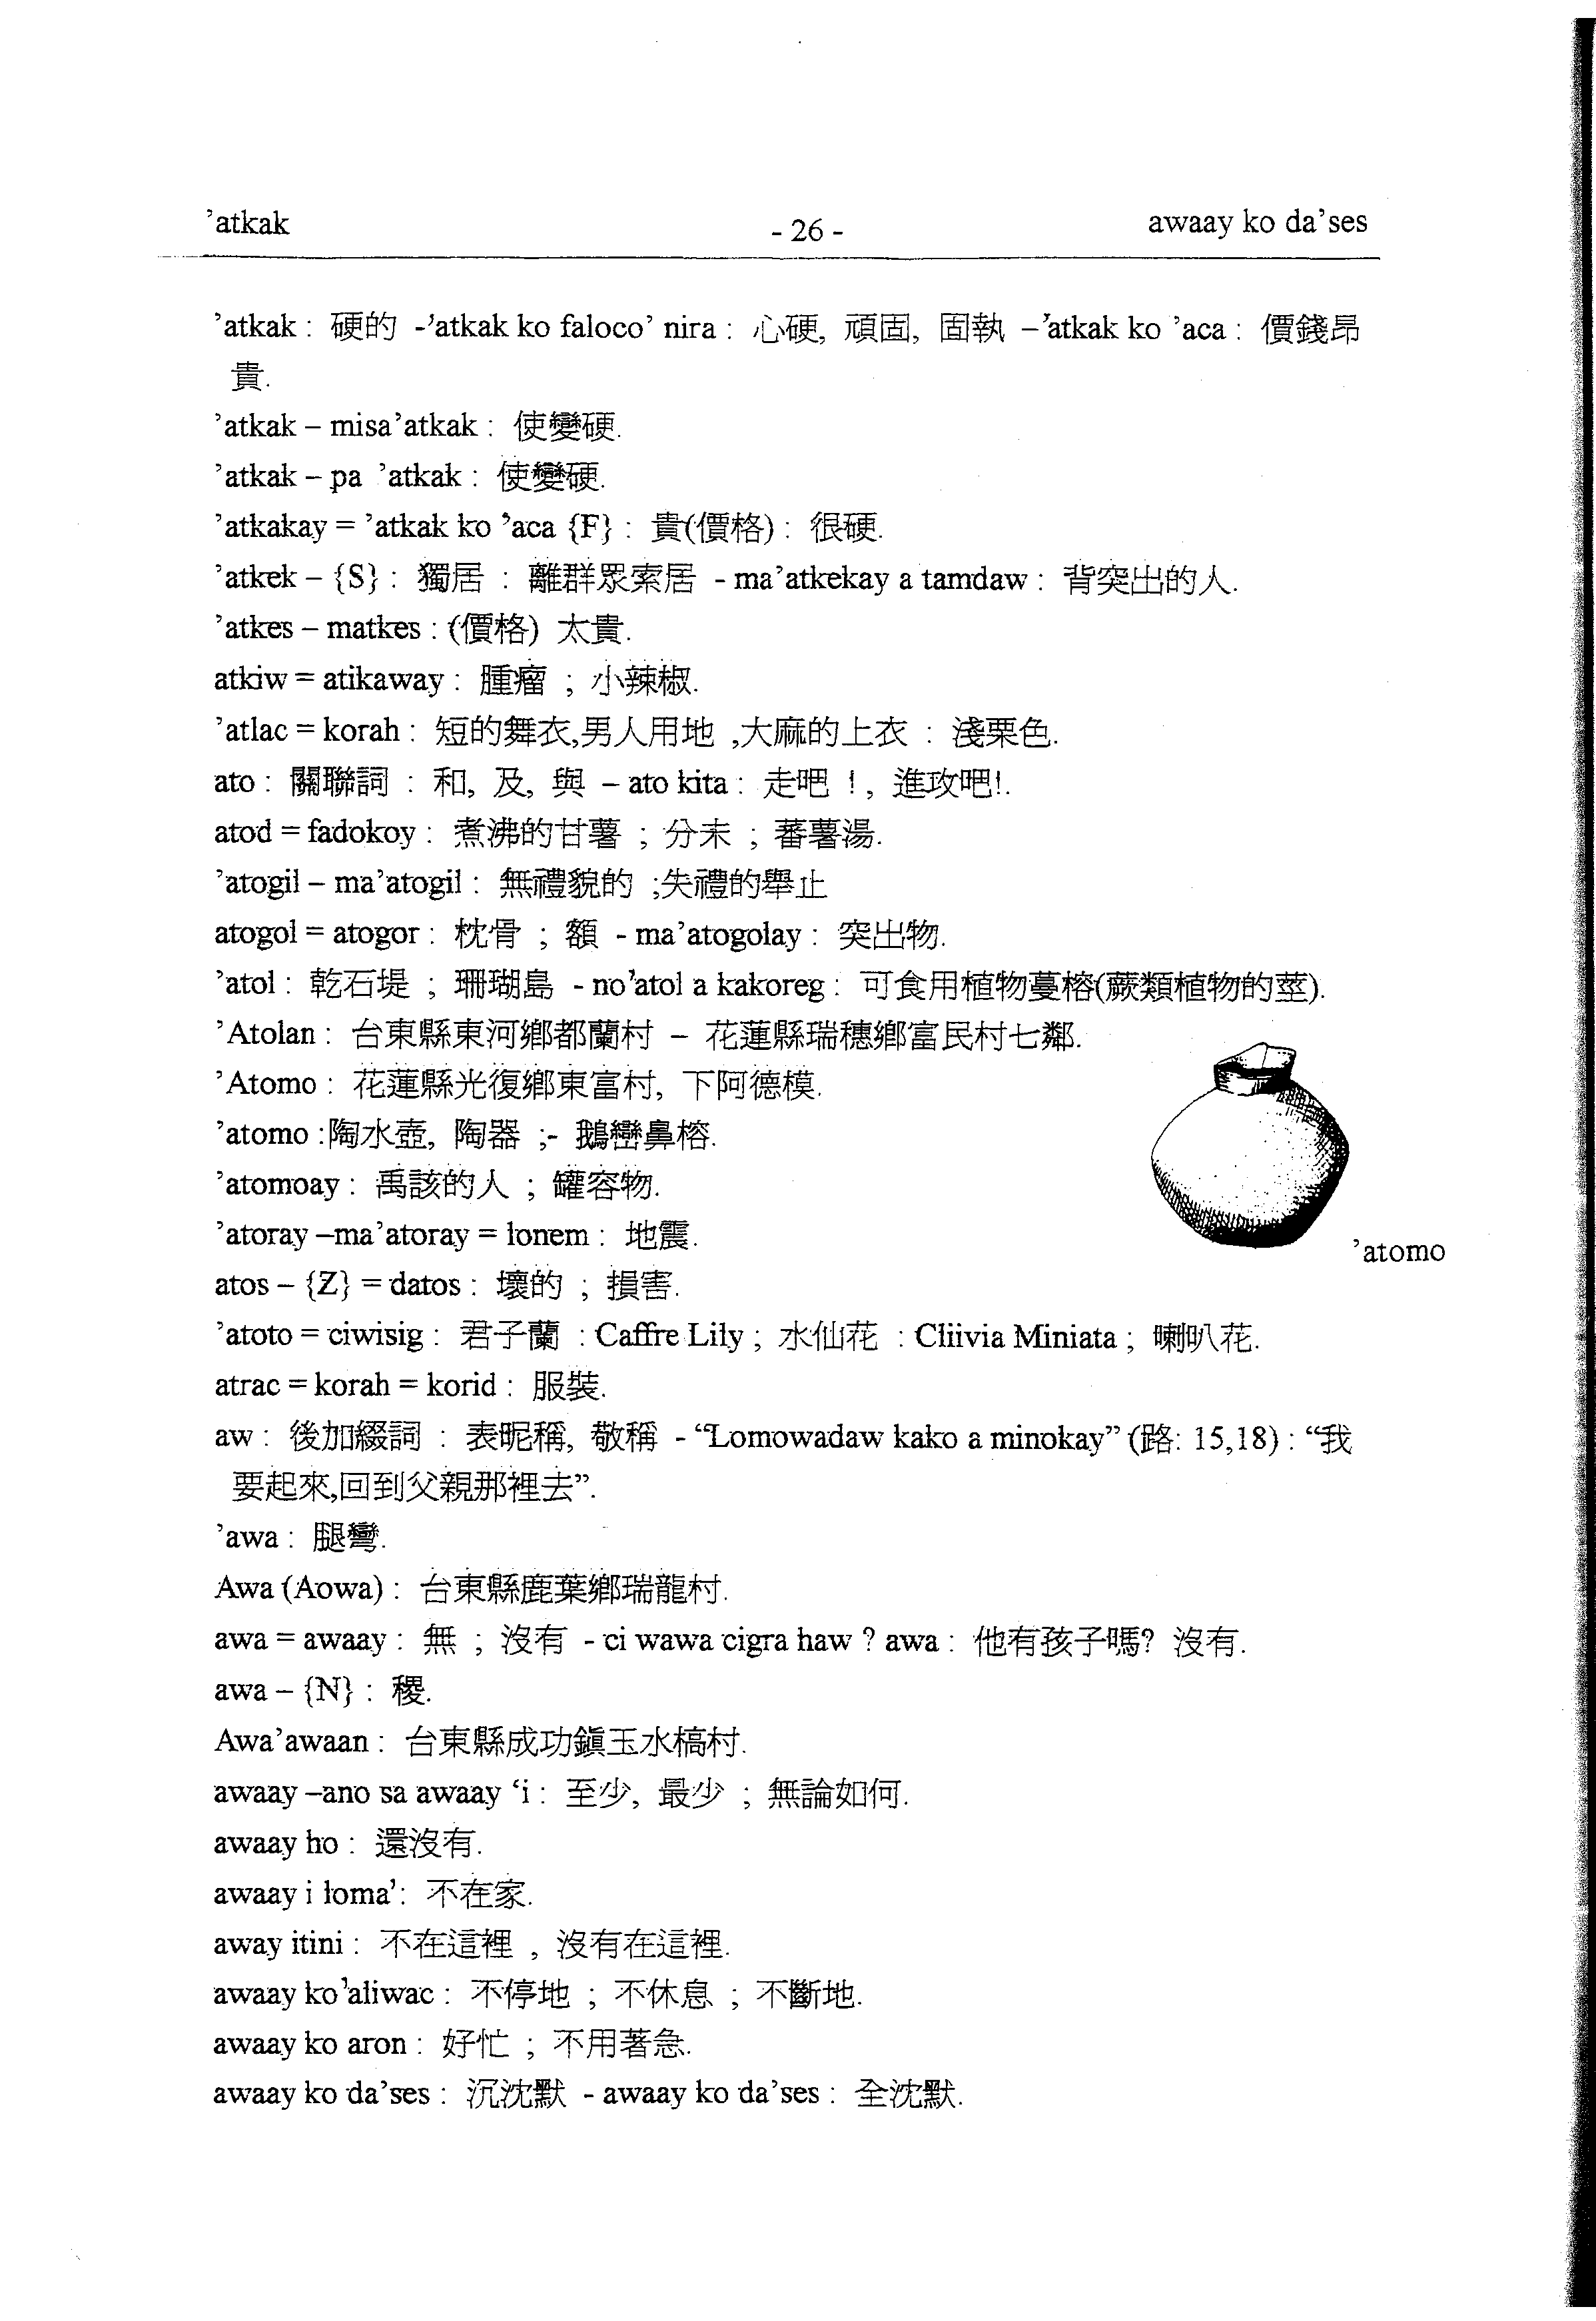 ’atkak - 26 - awaay ko da’ses
’atkak : 硬的 -’atkak ko faloco’ nira : 心硬, 頑固, 固執 –’atkak ko ’aca : 價錢昂
貴.
’atkak – misa’atkak : 使變硬.
’atkak – pa ’atkak : 使變硬.
’atkakay = ’atkak ko ’aca {F} : 貴(價格) : 很硬.
’atkek – {S} : 獨居 : 離群眾索居 - ma’atkekay a tamdaw : 背突出的人.
’atkes – matkes : (價格) 太貴.
atkiw = atikaway : 腫瘤 ; 小辣椒.
’atlac = korah : 短的舞衣,男人用地 ,大麻的上衣 : 淺栗色.
ato : 關聯詞 : 和, 及, 與 – ato kita : 走吧 ! , 進攻吧!.
atod = fadokoy : 煮沸的甘薯 ; 分未 ; 蕃薯湯.
’atogil – ma’atogil : 無禮貌的 ;失禮的舉止
atogol = atogor : 枕骨 ; 額 - ma’atogolay : 突出物.
’atol : 乾石堤 ; 珊瑚島 - no’atol a kakoreg : 可食用植物蔓榕(蕨類植物的莖).
’Atolan : 台東縣東河鄉都蘭村 – 花蓮縣瑞穗鄉富民村七鄰.
’Atomo : 花蓮縣光復鄉東富村, 下阿德模.
’atomo :陶水壺, 陶器 ;- 鵝巒鼻榕.
’atomoay : 禹該的人 ; 罐容物.
’atoray –ma’atoray = lonem : 地震.
’atomo
atos – {Z} = datos : 壞的 ; 損害.
’atoto = ciwisig : 君子蘭 : Caffre Lily ; 水仙花 : Cliivia Miniata ; 喇叭花.
atrac = korah = korid : 服裝.
aw : 後加綴詞 : 表昵稱, 敬稱 - “Lomowadaw kako a minokay” (路: 15,18) : “我
要起來,回到父親那裡去”.
’awa : 腿彎.
Awa (Aowa) : 台東縣鹿葉鄉瑞龍村.
awa = awaay : 無 ; 沒有 - ci wawa cigra haw ? awa : 他有孩子嗎? 沒有.
awa – {N} : 稷.
Awa’awaan : 台東縣成功鎮玉水槁村.
awaay –ano sa awaay ‘i : 至少, 最少 ; 無論如何.
awaay ho : 還沒有.
awaay i loma’: 不在家.
away itini : 不在這裡 , 沒有在這裡.
awaay ko’aliwac : 不停地 ; 不休息 ; 不斷地.
awaay ko aron : 好忙 ; 不用著急.
awaay ko da’ses : 沉沈默 - awaay ko da’ses : 全沈默.